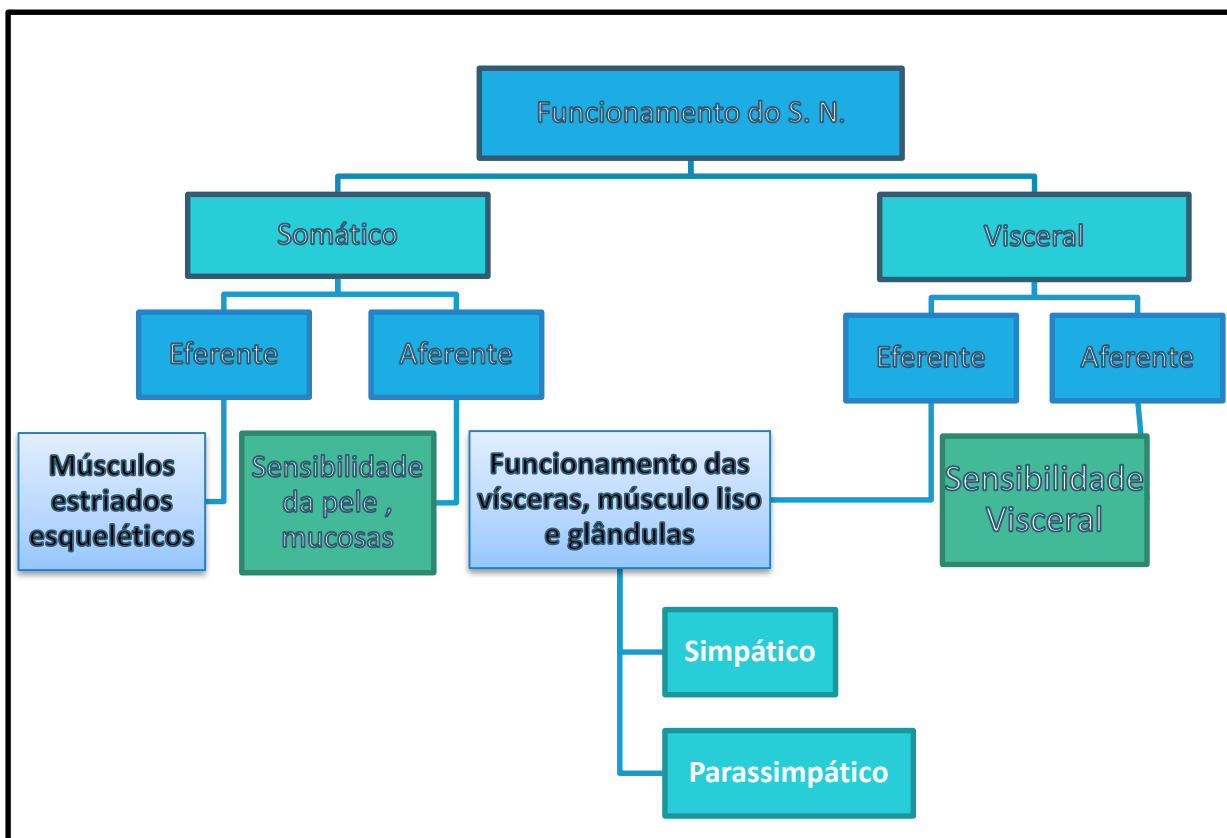 Funcionamento do S. N.
Somático
Visceral
Eferente
Aferente
Eferente
Aferente
Músculos
estriados
esqueléticos
Sensibilidade
da pele ,
mucosas
Funcionamento das
vísceras, músculo liso
e glândulas
Sensibilidade
Visceral
Simpático
Parassimpático